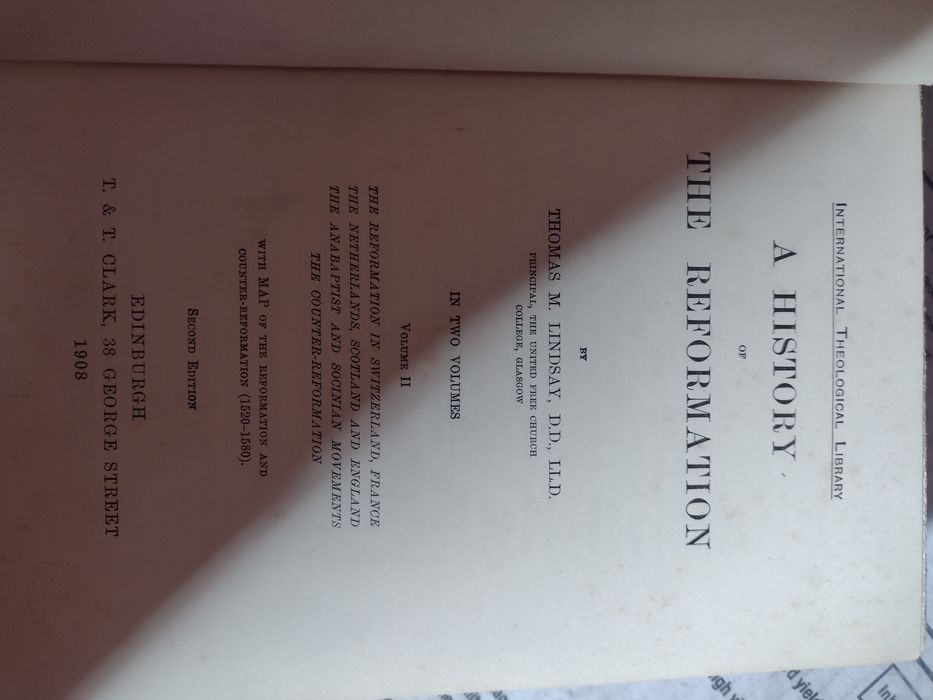 INTERNATIONAL THEOLOGICAL LIBRARY
A HISTORY
OF
THE REFORMATION
BY
THOMAS M. LINDSAY, D.D., LL.D.
PRINCIPAL, THE UNITED FREE CHURCH
COLLEGE, GLASGOW
IN TWO VOLUMES
VOLUME II
THE REFORMATION IN SWITZERLAND, FRANCE
THE NETHERLANDS, SCOTLAND AND ENGLAND
THE ANABAPTIST AND SOCINIAN MOVEMENTS
THE COUNTER-REFORMATION
WITH MAP OF THE REFORMATION AND
COUNTER-REFORMATION (1520–1580).
SECOND EDITION
EDINBURGH
T. & T. CLARK, 38 GEORGE STREET
1908